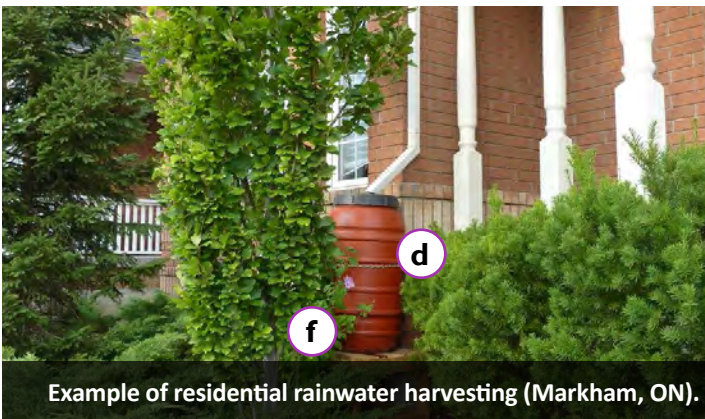 d
f
Example of residential rainwater harvesting (Markham, ON).